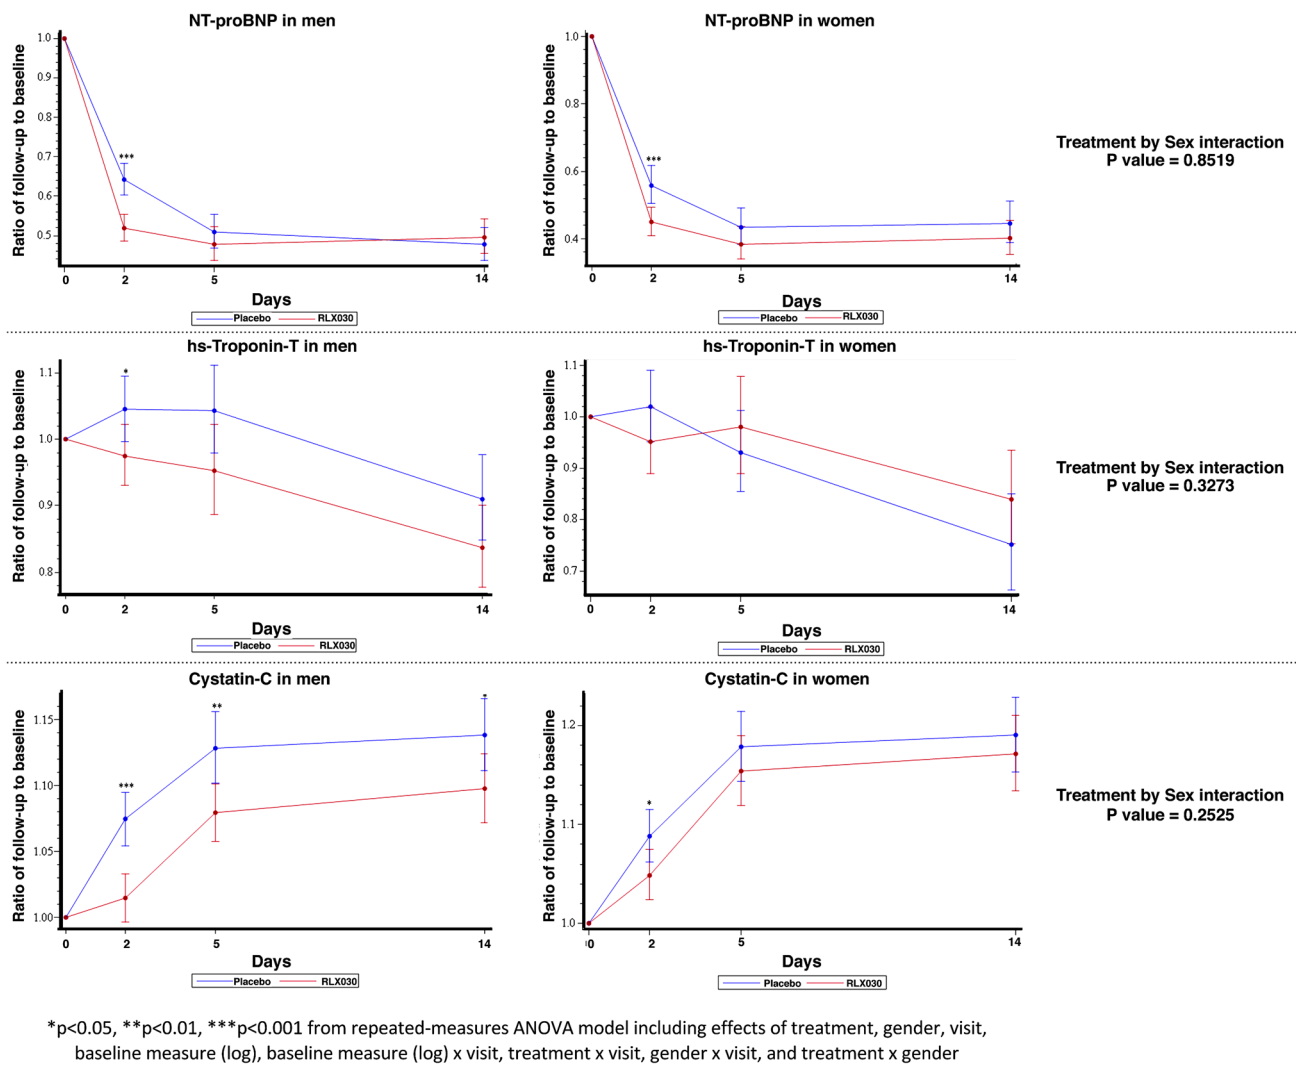 NT-proBNP in men
Ratio of follow-up to baseline
1.0
0.9
0.8
0.7
0.6
0.5
***
0 2 5 14
Days
Placebo RLX030
NT-proBNP in women
Ratio of follow-up to baseline
1.0
0.8
0.6
0.4
***
0 2 5 14
Days
Placebo RLX030
Treatment by Sex interaction
P value = 0.8519
hs-Troponin-T in men
Ratio of follow-up to baseline
1.1
1.0
0.9
0.8
*
0 2 5 14
Days
Placebo RLX030
hs-Troponin-T in women
Ratio of follow-up to baseline
1.1
1.0
0.9
0.8
0.7
0 2 5 14
Days
Placebo RLX030
Treatment by Sex interaction
P value = 0.3273
Cystatin-C in men
Ratio of follow-up to baseline
1.15
1.10
1.05
1.00
***
**
*
0 2 5 14
Days
Placebo RLX030
Cystatin-C in women
Ratio of follow-up to baseline
1.2
1.1
1.0
*
0 2 5 14
Days
Placebo RLX030
Treatment by Sex interaction
P value = 0.2525
*p<0.05, **p<0.01, ***p<0.001 from repeated-measures ANOVA model including effects of treatment, gender, visit,
baseline measure (log), baseline measure (log) x visit, treatment x visit, gender x visit, and treatment x gender